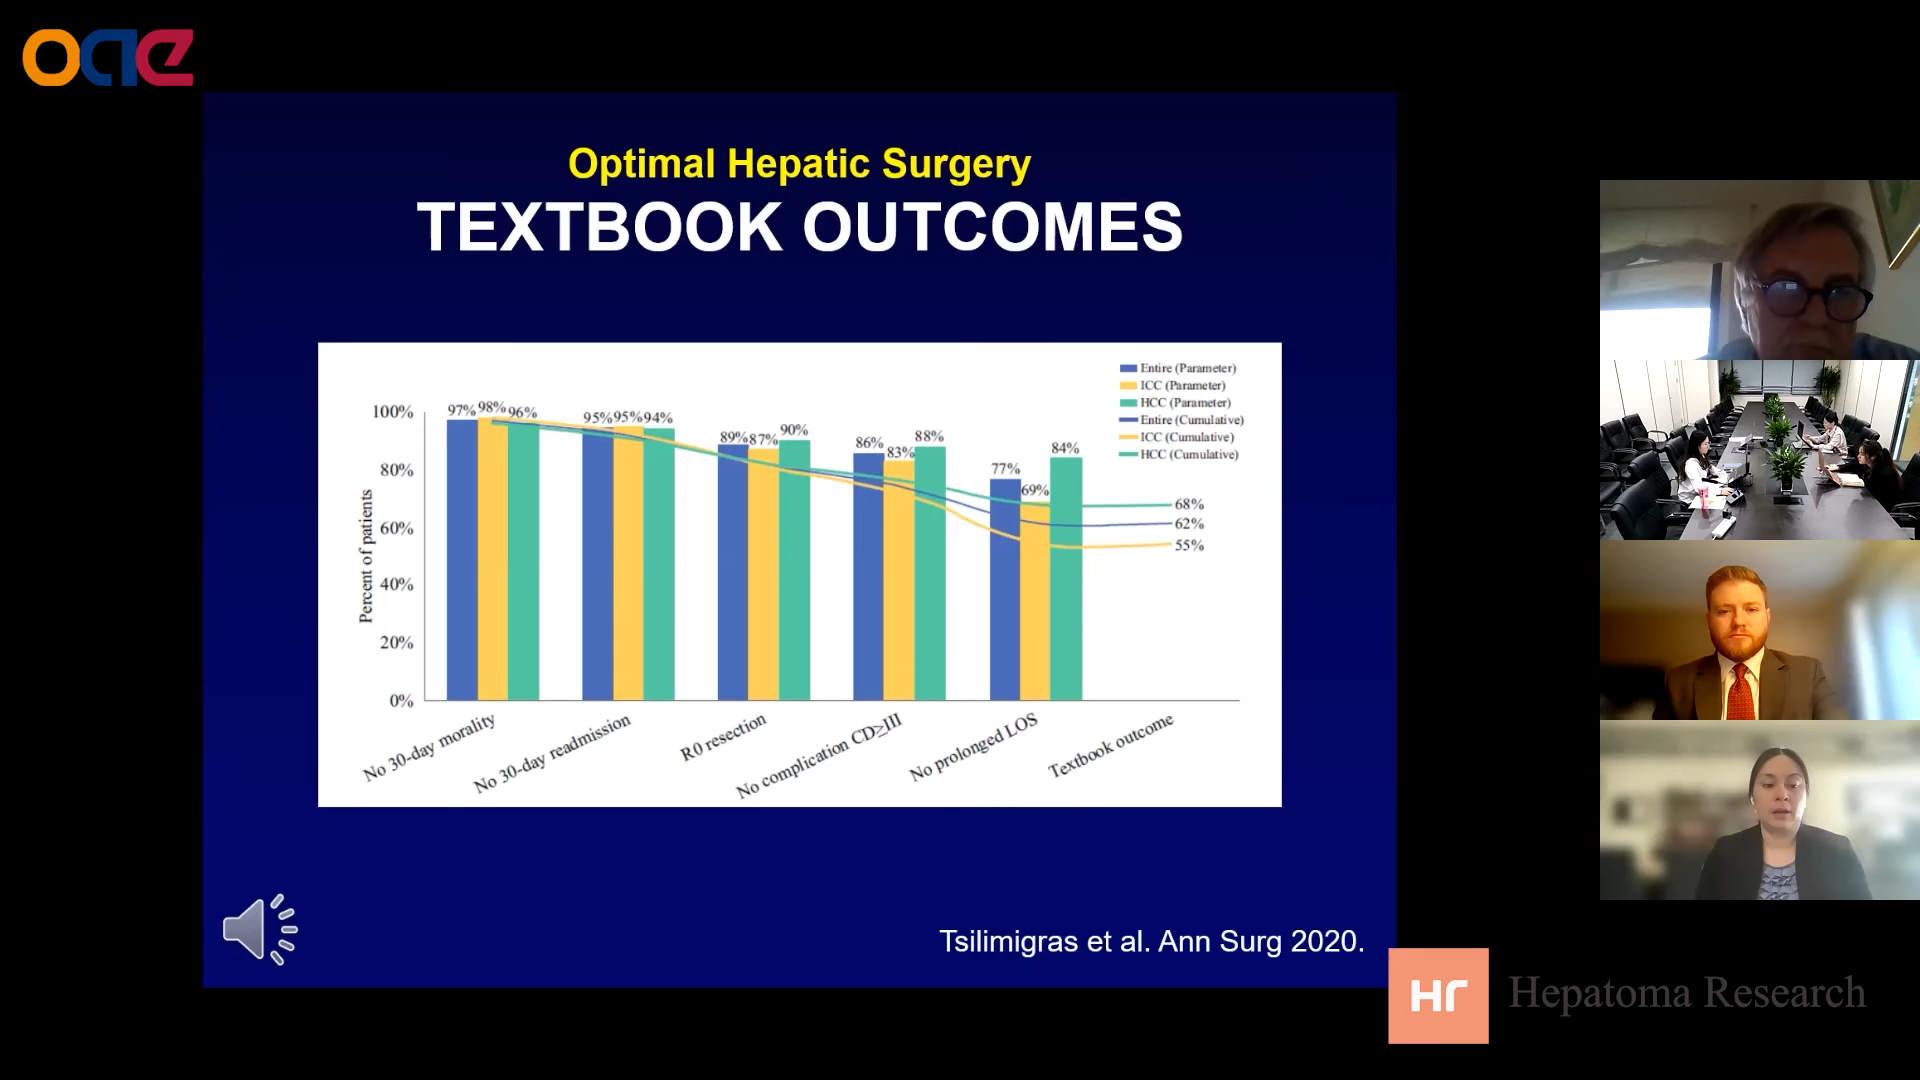 oae
Optimal Hepatic Surgery
TEXTBOOK OUTCOMES
Entire (Parameter)
ICC (Parameter)
HCC (Parameter)
Entire (Cumulative)
ICC (Cumulative)
HCC (Cumulative)
Percent of patients
100%
80%
60%
40%
20%
0%
97% 98% 96%
95% 95% 94%
89% 87% 90%
86% 83% 88%
77% 69% 84%
68%
62%
55%
No 30-day morality
No 30-day readmission
R0 resection
No complication CD≥III
No prolonged LOS
Textbook outcome
Tsilimigras et al. Ann Surg 2020.
Hr Hepatoma Research